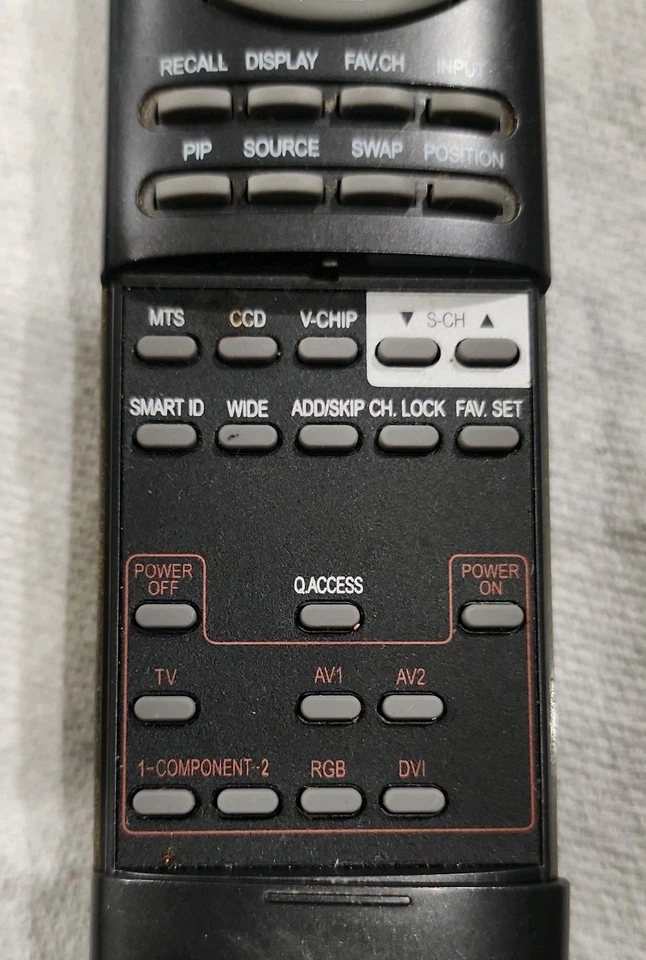 RECALL DISPLAY FAV.CH INPUT
PIP SOURCE SWAP POSITION
MTS CCD V-CHIP ▼ S-CH ▲
SMART ID WIDE ADD/SKIP CH. LOCK FAV. SET
POWER OFF Q.ACCESS POWER ON
TV AV1 AV2
1-COMPONENT-2 RGB DVI